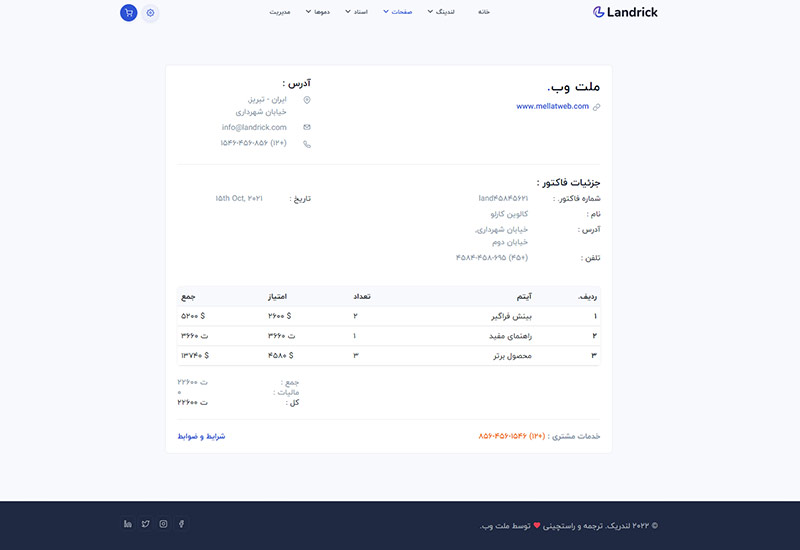 Landrick
خانه
لندینگ
صفحات
اسناد
دموها
مدیریت
ملت وب.
www.mellatweb.com
آدرس :
ایران - تبریز
خیابان شهرداری
info@landrick.com
(+۱۲) ۱۵۴۶-۴۵۶-۸۵۶
جزئیات فاکتور :
شماره فاکتور. : land۴۵۸۴۵۶۲۱
نام : کالوین کارلو
آدرس : خیابان شهرداری,
خیابان دوم
تلفن : (+۴۵) ۴۵۸۴-۴۵۸-۶۹۵
تاریخ : ۱۵th Oct, ۲۰۲۱
ردیف. آیتم تعداد امتیاز جمع
۱ بینش فراگیر ۲ $ ۲۶۰۰ $ ۵۲۰۰
۲ راهنمای مفید ۱ ت ۳۶۶۰ ت ۳۶۶۰
۳ محصول برتر ۳ $ ۴۵۸۰ $ ۱۳۷۴۰
جمع : ت ۲۲۶۰۰
مالیات : ۰
کل : ت ۲۲۶۰۰
خدمات مشتری : (+۱۲) ۱۵۴۶-۴۵۶-۸۵۶
شرایط و ضوابط
© ۲۰۲۲ لندریک. ترجمه و راستچینی ❤ توسط ملت وب.